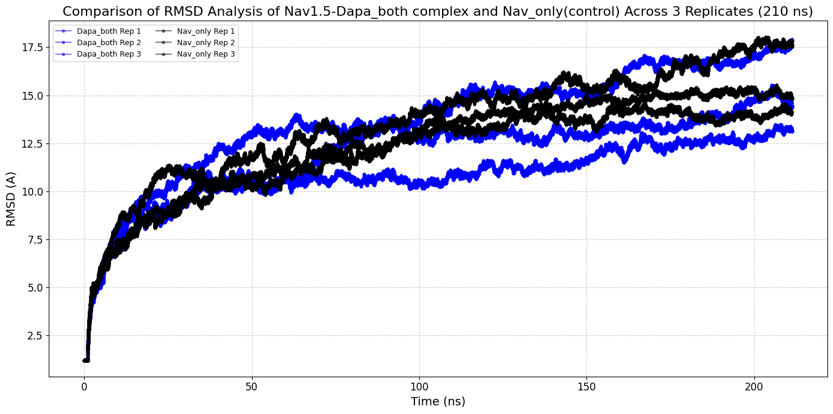 Comparison of RMSD Analysis of Nav1.5-Dapa_both complex and Nav_only(control) Across 3 Replicates (210 ns)
Dapa_both Rep 1
Dapa_both Rep 2
Dapa_both Rep 3
Nav_only Rep 1
Nav_only Rep 2
Nav_only Rep 3
RMSD (A)
17.5
15.0
12.5
10.0
7.5
5.0
2.5
0
50
100
150
200
Time (ns)